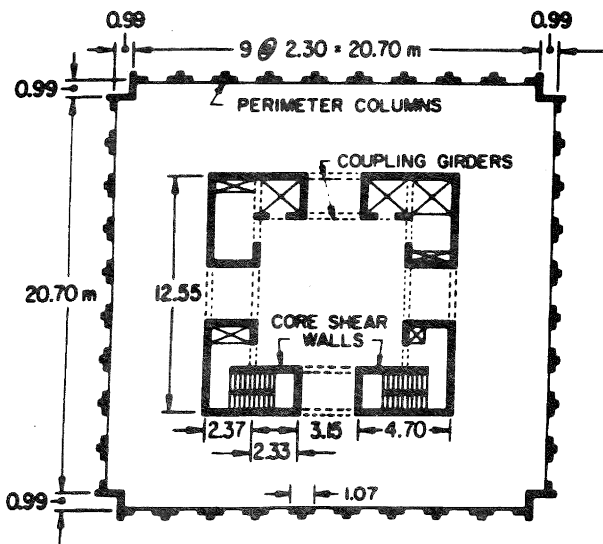 0.99
0.99
9 @ 2.30 = 20.70 m
0.99
PERIMETER COLUMNS
COUPLING GIRDERS
20.70 m
12.55
CORE SHEAR
WALLS
2.37
3.15
4.70
2.33
0.99
1.07